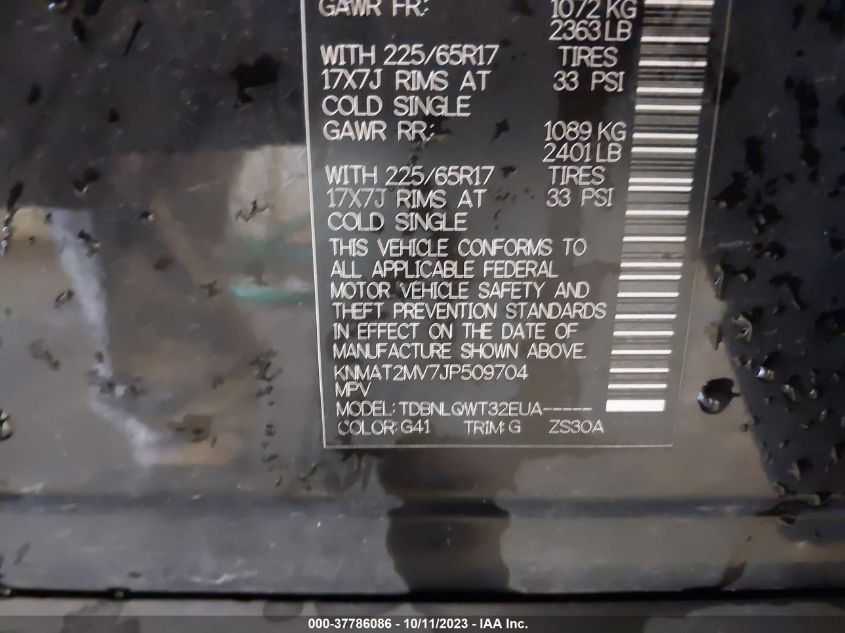 GAWR FR: 1072 KG
2363 LB
WITH 225/65R17 TIRES
17X7J RIMS AT 33 PSI
COLD SINGLE
GAWR RR: 1089 KG
2401 LB
WITH 225/65R17 TIRES
17X7J RIMS AT 33 PSI
COLD SINGLE
THIS VEHICLE CONFORMS TO
ALL APPLICABLE FEDERAL
MOTOR VEHICLE SAFETY AND
THEFT PREVENTION STANDARDS
IN EFFECT ON THE DATE OF
MANUFACTURE SHOWN ABOVE.
KNMAT2MV7JP509704
MPV
MODEL: TDBNLQWT32EUA-----
COLOR: G41 TRIM: G ZS30A
000-37786086 - 10/11/2023 - IAA Inc.